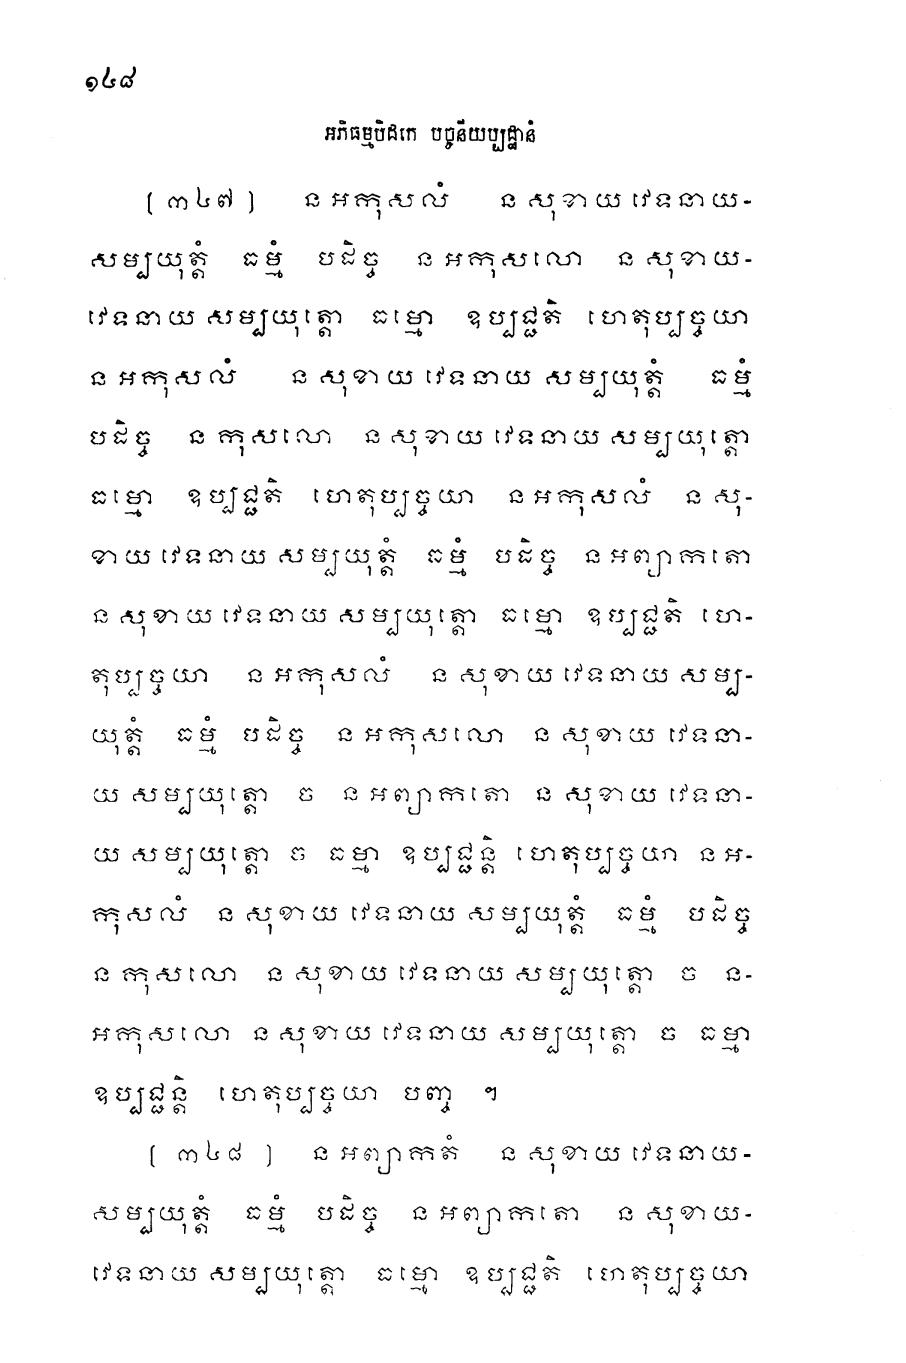 ១៤៨
អភិធម្មបិដកេ បច្ចនីយប្បដ្ឋានំ
[ ៣៤៧ ] ន អកុសលំ ន សុខាយ វេទនាយ-
សម្បយុត្តំ ធម្មំ បដិច្ច ន អកុសលោ ន សុខាយ-
វេទនាយ សម្បយុត្តោ ធម្មោ ឧប្បជ្ជតិ ហេតុប្បច្ចយា
ន អកុសលំ ន សុខាយ វេទនាយ សម្បយុត្តំ ធម្មំ
បដិច្ច ន កុសលោ ន សុខាយ វេទនាយ សម្បយុត្តោ
ធម្មោ ឧប្បជ្ជតិ ហេតុប្បច្ចយា ន អកុសលំ ន សុ-
ខាយ វេទនាយ សម្បយុត្តំ ធម្មំ បដិច្ច ន អព្យាកតោ
ន សុខាយ វេទនាយ សម្បយុត្តោ ធម្មោ ឧប្បជ្ជតិ ហេ-
តុប្បច្ចយា ន អកុសលំ ន សុខាយ វេទនាយ សម្ប-
យុត្តំ ធម្មំ បដិច្ច ន អកុសលោ ន សុខាយ វេទនា-
យ សម្បយុត្តោ ច ន អព្យាកតោ ន សុខាយ វេទនា-
យ សម្បយុត្តោ ច ធម្មា ឧប្បជ្ជន្តិ ហេតុប្បច្ចយា ន អ-
កុសលំ ន សុខាយ វេទនាយ សម្បយុត្តំ ធម្មំ បដិច្ច
ន កុសលោ ន សុខាយ វេទនាយ សម្បយុត្តោ ច ន-
អកុសលោ ន សុខាយ វេទនាយ សម្បយុត្តោ ច ធម្មា
ឧប្បជ្ជន្តិ ហេតុប្បច្ចយា បញ្ច ។
[ ៣៤៨ ] ន អព្យាកតំ ន សុខាយ វេទនាយ-
សម្បយុត្តំ ធម្មំ បដិច្ច ន អព្យាកតោ ន សុខាយ-
វេទនាយ សម្បយុត្តោ ធម្មោ ឧប្បជ្ជតិ ហេតុប្បច្ចយា